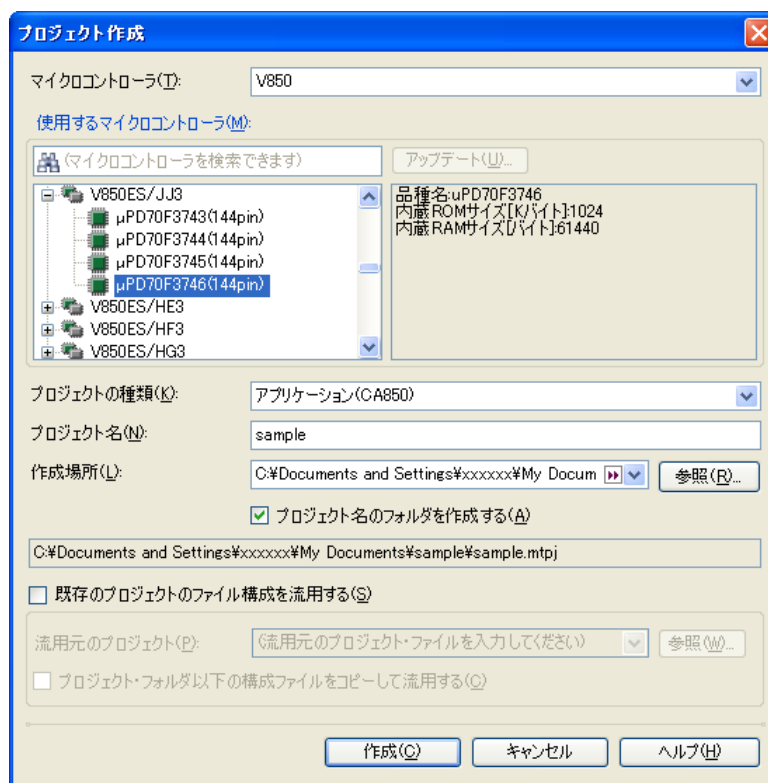 プロジェクト作成
マイクロコントローラ(T):
V850
使用するマイクロコントローラ(M):
(マイクロコントローラを検索できます)
アップデート(U)...
V850ES/JJ3
μPD70F3743(144pin)
μPD70F3744(144pin)
μPD70F3745(144pin)
μPD70F3746(144pin)
V850ES/HE3
V850ES/HF3
V850ES/HG3
品種名:uPD70F3746
内蔵ROMサイズ[Kバイト]:1024
内蔵RAMサイズ[バイト]:61440
プロジェクトの種類(K):
アプリケーション(CA850)
プロジェクト名(N):
sample
作成場所(L):
C:¥Documents and Settings¥xxxxxx¥My Docum
参照(R)...
プロジェクト名のフォルダを作成する(A)
C:¥Documents and Settings¥xxxxxx¥My Documents¥sample¥sample.mtpj
既存のプロジェクトのファイル構成を流用する(S)
流用元のプロジェクト(P):
(流用元のプロジェクト・ファイルを入力してください)
参照(W)...
プロジェクト・フォルダ以下の構成ファイルをコピーして流用する(O)
作成(C)
キャンセル
ヘルプ(H)